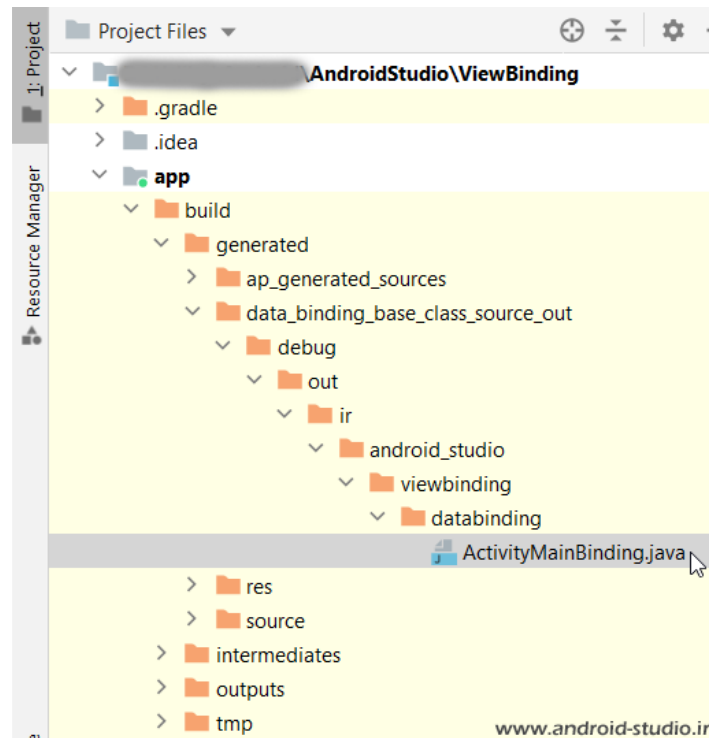 1: Project
Resource Manager
Project Files
\AndroidStudio\ViewBinding
.gradle
.idea
app
build
generated
ap_generated_sources
data_binding_base_class_source_out
debug
out
ir
android_studio
viewbinding
databinding
ActivityMainBinding.java
res
source
intermediates
outputs
tmp
www.android-studio.ir